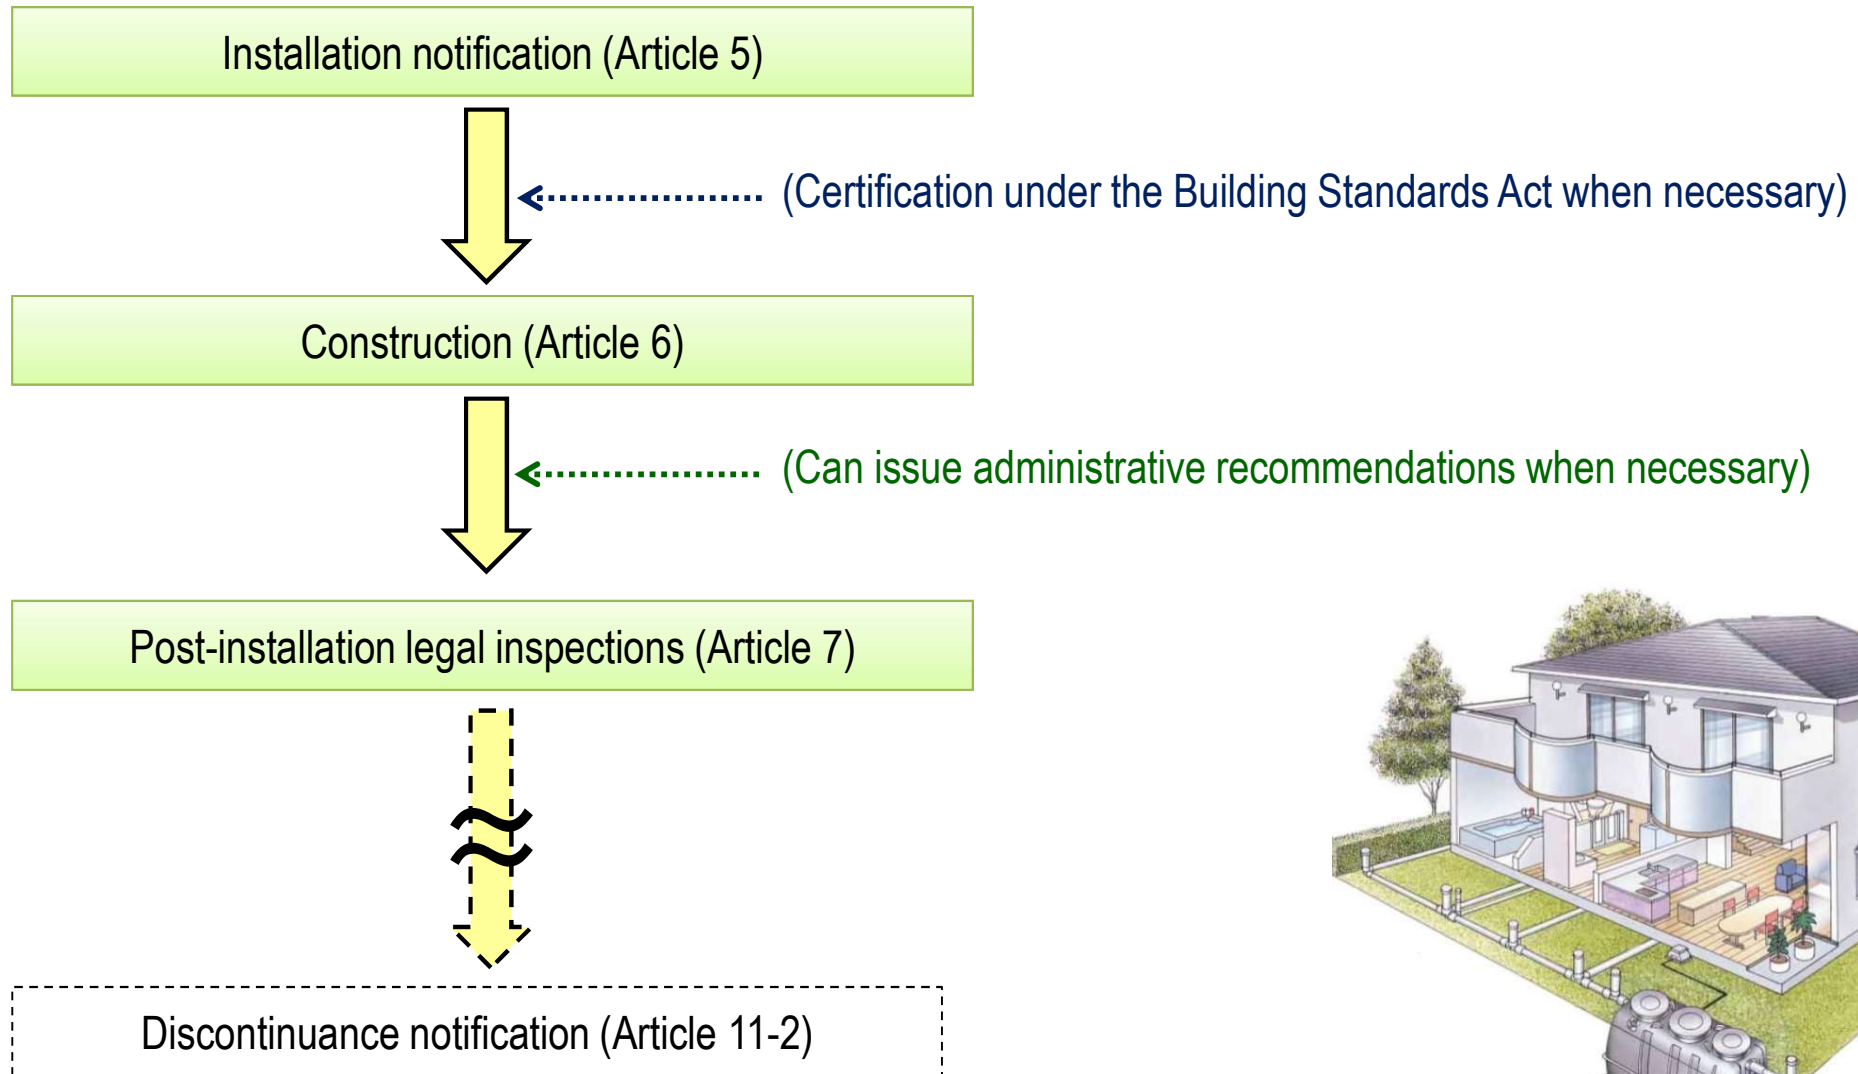 Installation notification (Article 5)
(Certification under the Building Standards Act when necessary)
Construction (Article 6)
(Can issue administrative recommendations when necessary)
Post-installation legal inspections (Article 7)
Discontinuance notification (Article 11-2)